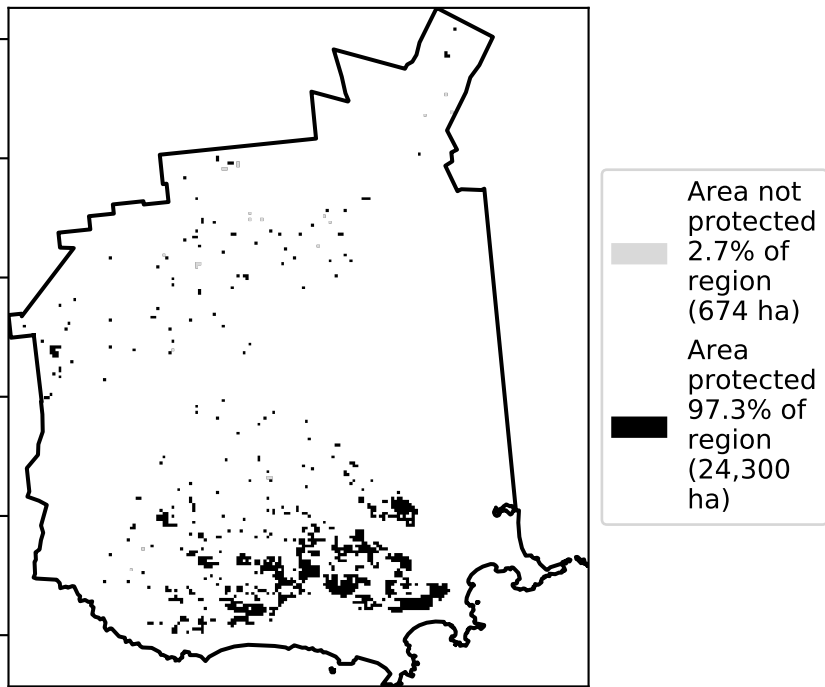 Area not
protected
2.7% of
region
(674 ha)
Area
protected
97.3% of
region
(24,300
ha)